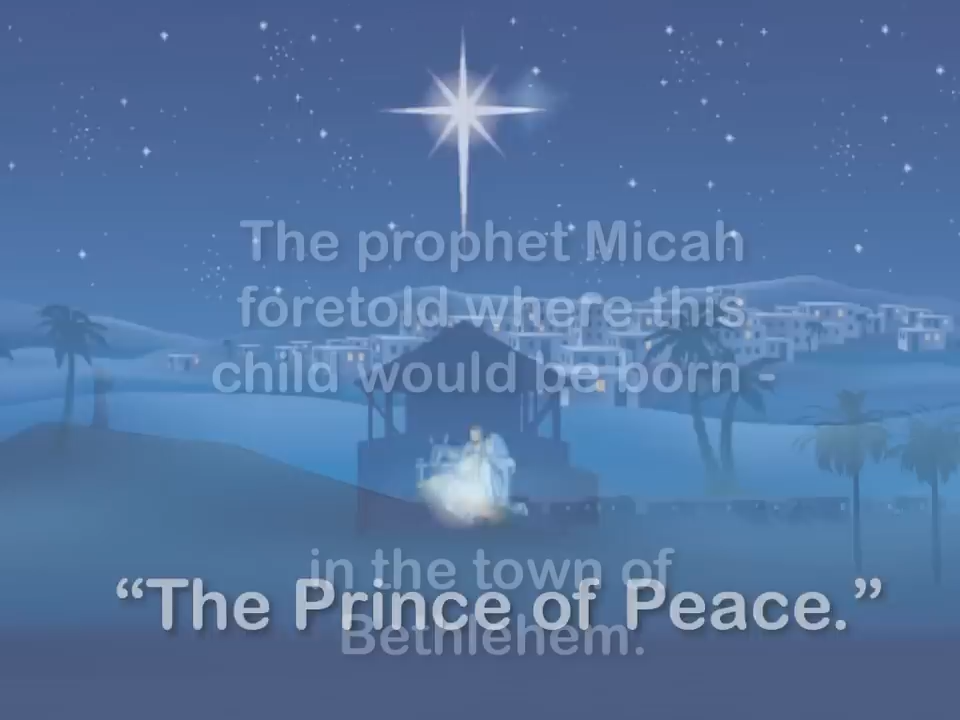 The prophet Micah
foretold where this
child would be born
in the town of
“The Prince of Peace.”
Bethlehem.